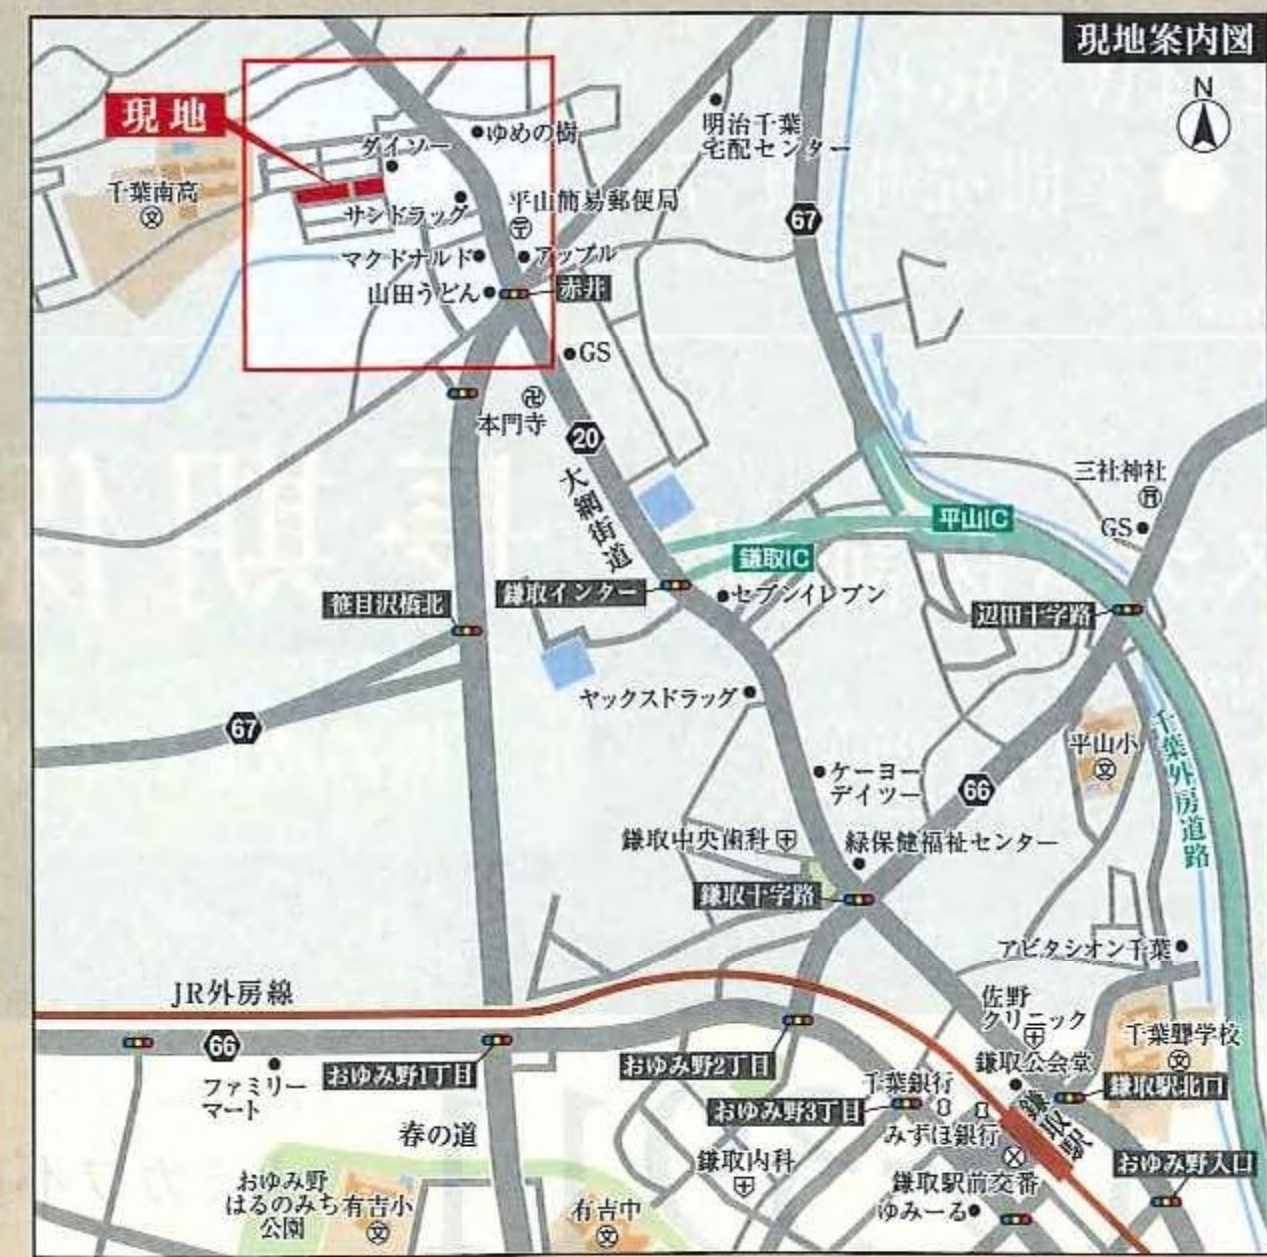 現地案内図
N
現地
ゆめの樹
ダイソー
明治千葉
宅配センター
千葉南高
文
サンドラッグ
平山簡易郵便局
67
マクドナルド
アップル
山田うどん
赤井
GS
本門寺
20
大網街道
三社神社
GS
平山IC
鎌取IC
鎌取インター
セブンイレブン
笹目沢橋北
辺田十字路
ヤックスドラッグ
67
平山小
文
千葉外房道路
ケーヨー
デイツー
66
鎌取中央歯科
緑保健福祉センター
鎌取十字路
アビタシオン千葉
JR外房線
佐野
クリニック
千葉聾学校
文
66
ファミリー
マート
おゆみ野1丁目
おゆみ野2丁目
鎌取公会堂
千葉銀行
鎌取駅北口
おゆみ野3丁目
鎌取駅
みずほ銀行
春の道
鎌取内科
おゆみ野入口
鎌取駅前交番
ゆみーる
おゆみ野
はるのみち
公園
有吉小
文
有吉中
文